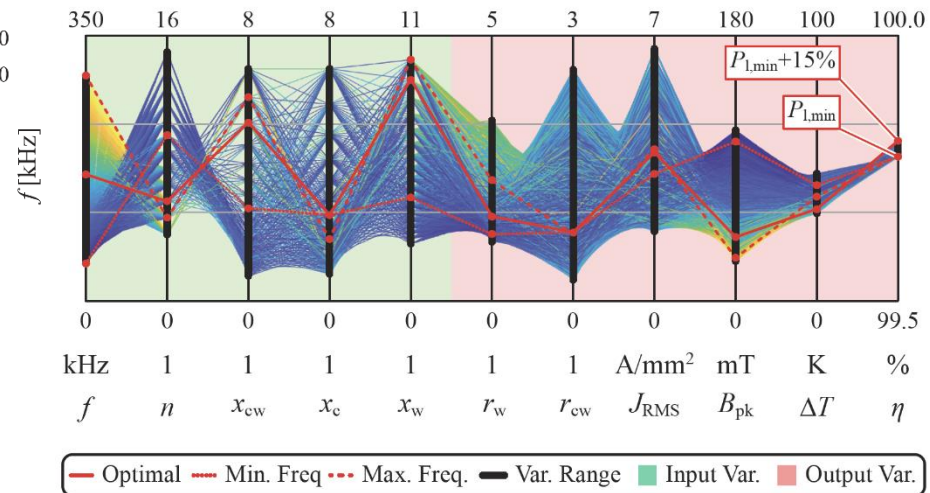 350 16 8 8 11 5 3 7 180 100 100.0
0
0
P1,min+15%
P1,min
f [kHz]
0 0 0 0 0 0 0 0 0 99.5
kHz 1 1 1 1 1 1 A/mm² mT K %
f n xcw xc xw rw rcw JRMS Bpk ΔT η
Optimal Min. Freq Max. Freq. Var. Range Input Var. Output Var.